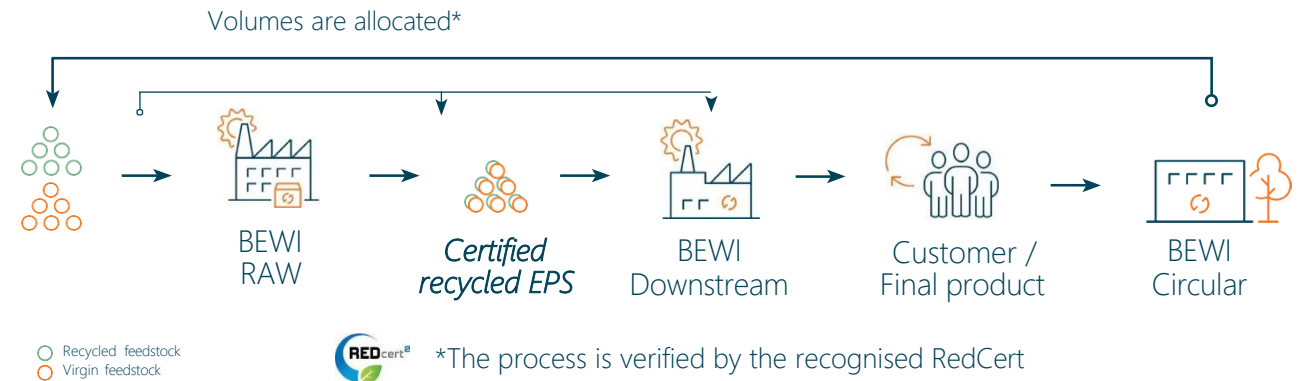 Volumes are allocated*
BEWI
RAW
Certified
recycled EPS
BEWI
Downstream
Customer /
Final product
BEWI
Circular
Recycled feedstock
Virgin feedstock
REDcert²
*The process is verified by the recognised RedCert